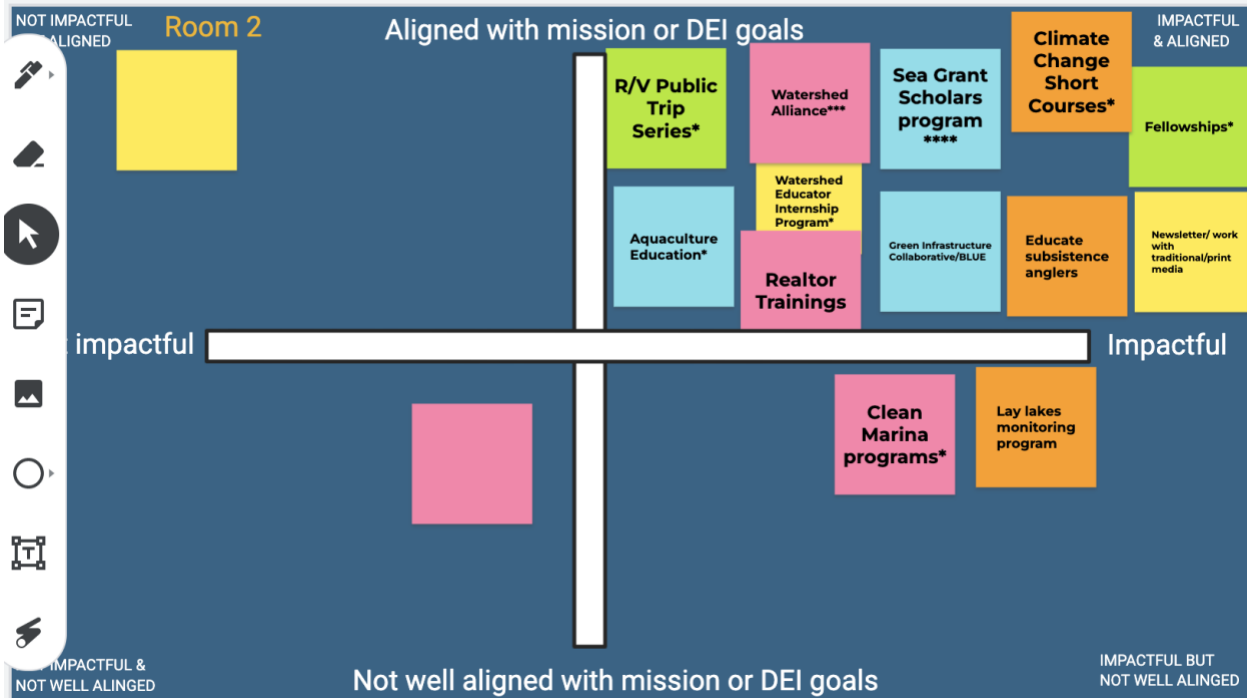 NOT IMPACTFUL
ALIGNED
Room 2
Aligned with mission or DEI goals
IMPACTFUL
& ALIGNED
R/V Public
Trip
Series*
Watershed
Alliance***
Sea Grant
Scholars
program
****
Climate
Change
Short
Courses*
Fellowships*
Aquaculture
Education*
Watershed
Educator
Internship
Program*
Realtor
Trainings
Green Infrastructure
Collaborative/BLUE
Educate
subsistence
anglers
Newsletter/ work
with
traditional/print
media
impactful
Impactful
Clean
Marina
programs*
Lay lakes
monitoring
program
IMPACTFUL &
NOT WELL ALINGED
Not well aligned with mission or DEI goals
IMPACTFUL BUT
NOT WELL ALINGED